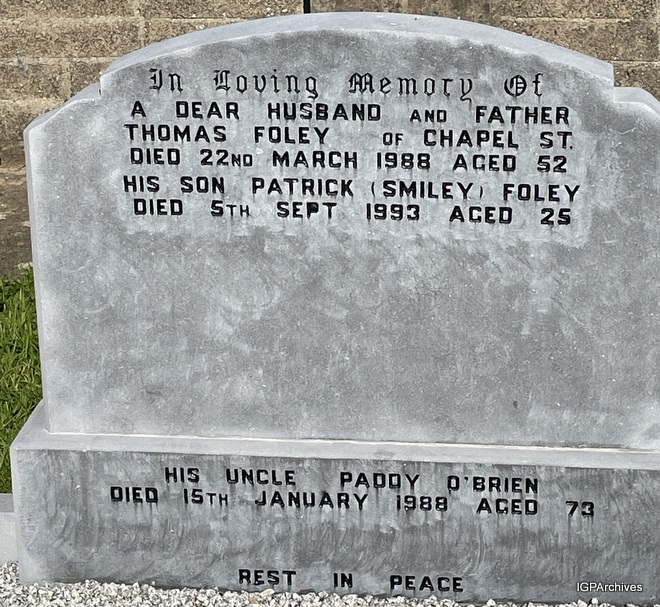 In Loving Memory Of
A DEAR HUSBAND AND FATHER
THOMAS FOLEY OF CHAPEL ST.
DIED 22ND MARCH 1988 AGED 52
HIS SON PATRICK (SMILEY) FOLEY
DIED 5TH SEPT 1993 AGED 25
HIS UNCLE PADDY O'BRIEN
DIED 15TH JANUARY 1988 AGED 73
REST IN PEACE
IGPArchives